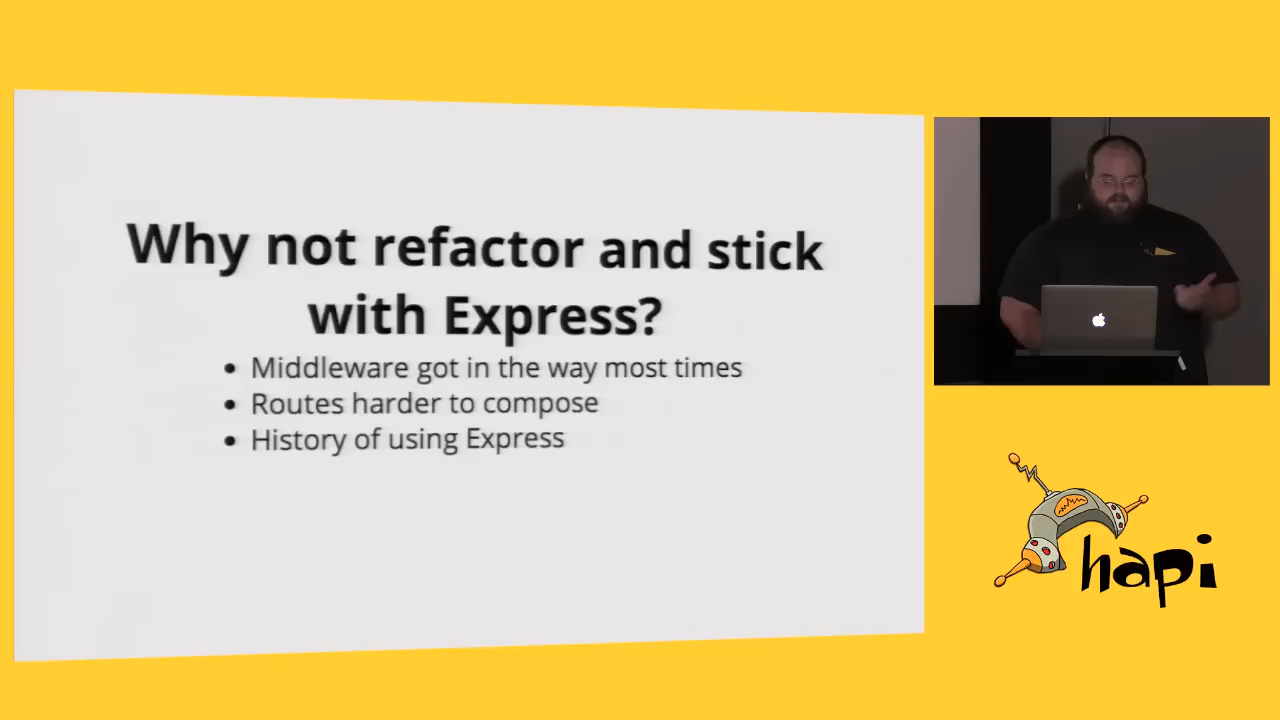 Why not refactor and stick
with Express?
• Middleware got in the way most times
• Routes harder to compose
• History of using Express
hapi